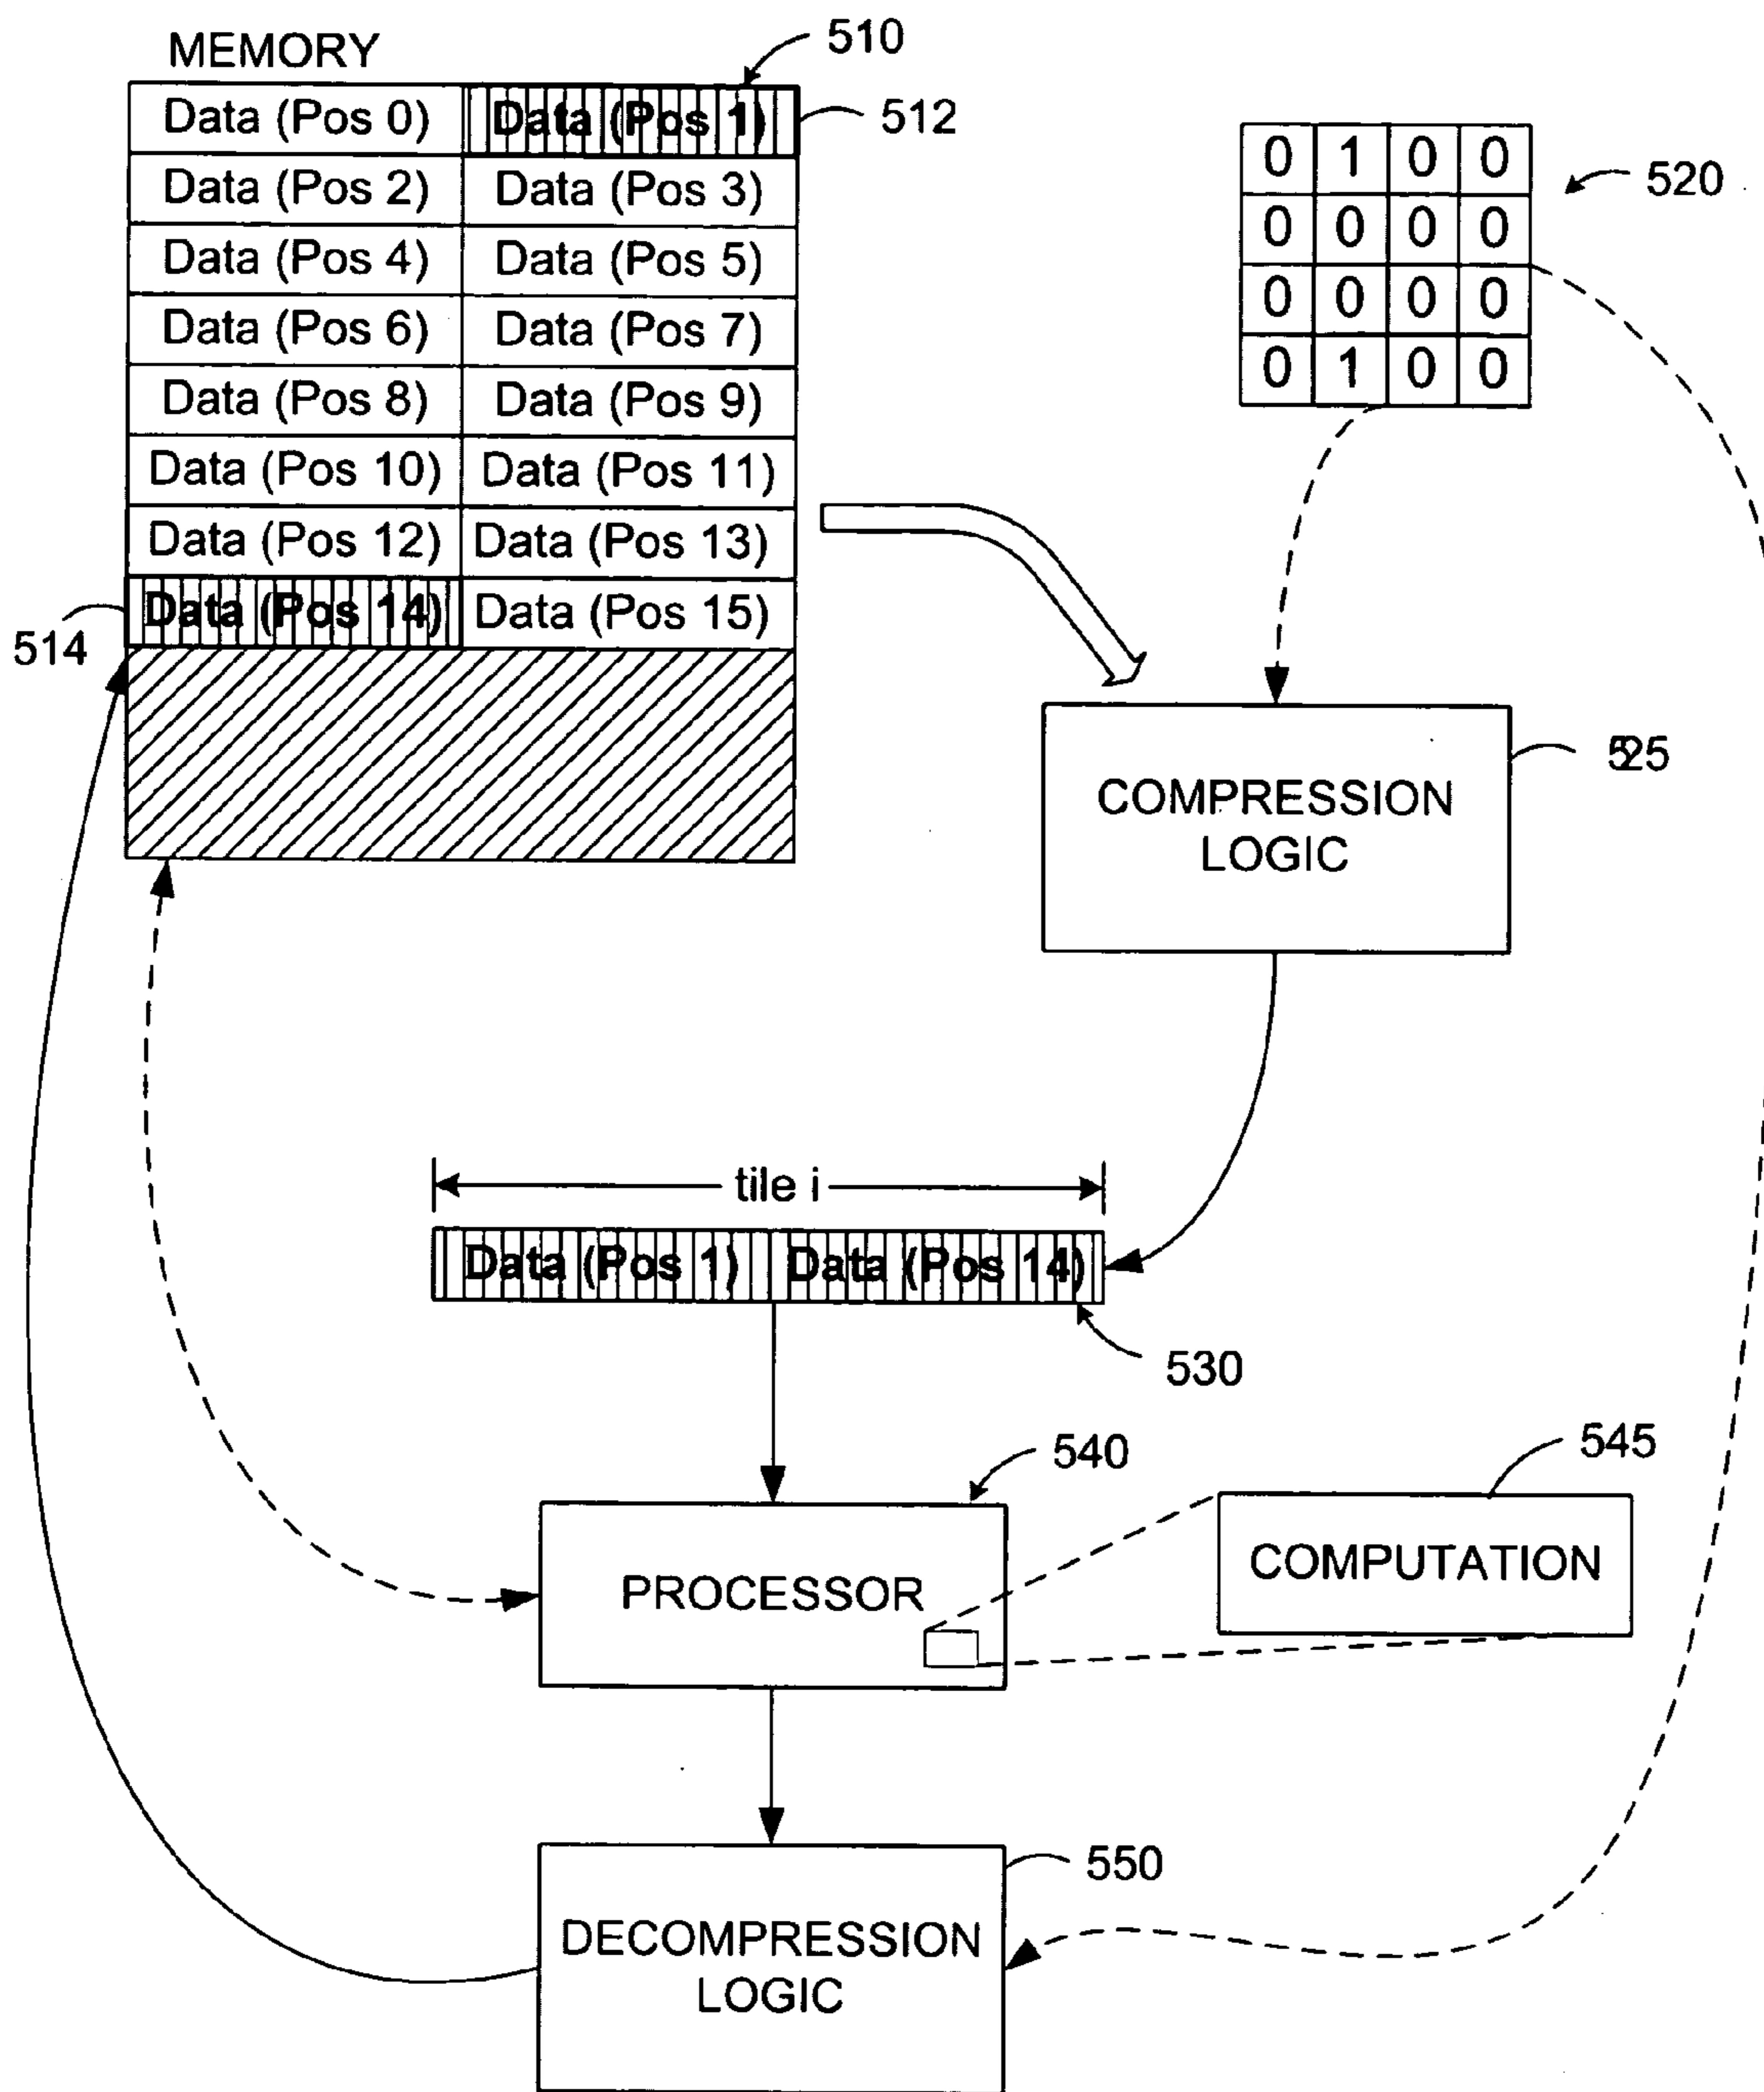 MEMORY
510
Data (Pos 0) Data (Pos 1)
512
Data (Pos 2) Data (Pos 3)
Data (Pos 4) Data (Pos 5)
Data (Pos 6) Data (Pos 7)
Data (Pos 8) Data (Pos 9)
Data (Pos 10) Data (Pos 11)
Data (Pos 12) Data (Pos 13)
Data (Pos 14) Data (Pos 15)
514
0 1 0 0
0 0 0 0
0 0 0 0
0 1 0 0
520
COMPRESSION
LOGIC
525
tile i
Data (Pos 1) Data (Pos 14)
530
540
PROCESSOR
545
COMPUTATION
550
DECOMPRESSION
LOGIC